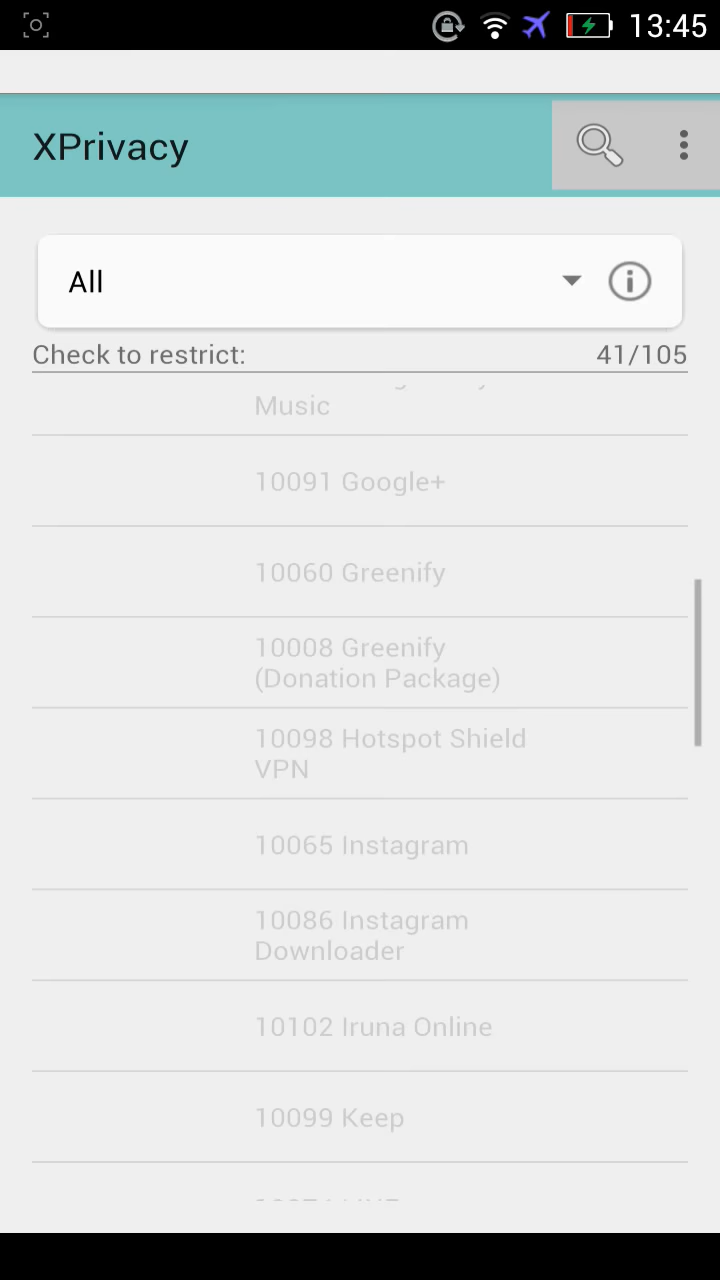 13:45
XPrivacy
All
Check to restrict: 41/105
Music
10091 Google+
10060 Greenify
10008 Greenify
(Donation Package)
10098 Hotspot Shield
VPN
10065 Instagram
10086 Instagram
Downloader
10102 Iruna Online
10099 Keep